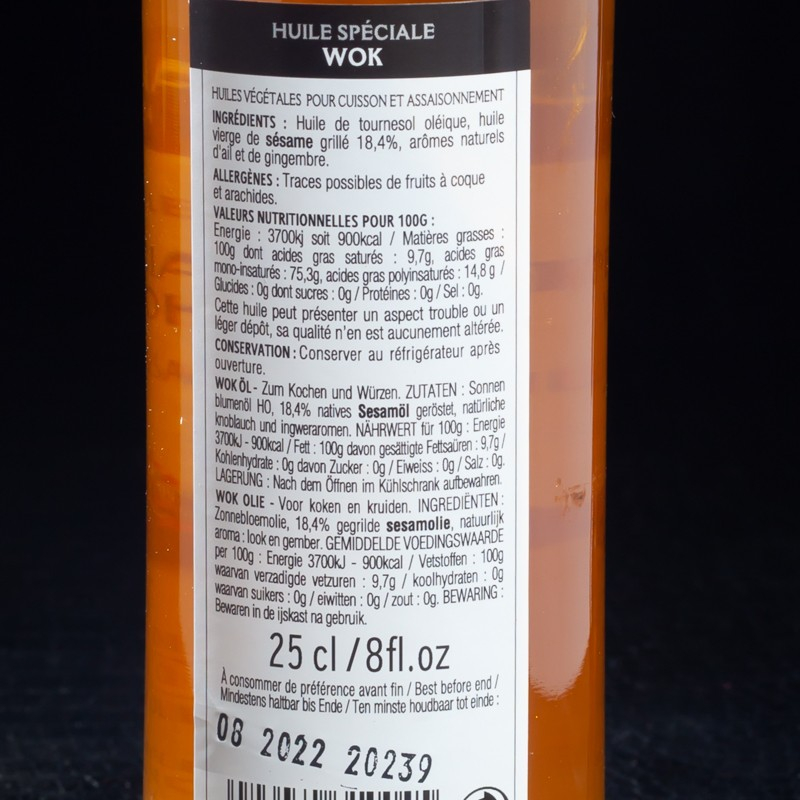 HUILE SPÉCIALE
WOK
HUILES VÉGÉTALES POUR CUISSON ET ASSAISONNEMENT
INGRÉDIENTS : Huile de tournesol oléique, huile
vierge de sésame grillé 18,4%, arômes naturels
d'ail et de gingembre.
ALLERGÈNES : Traces possibles de fruits à coque
et arachides.
VALEURS NUTRITIONNELLES POUR 100G :
Energie : 3700kj soit 900kcal / Matières grasses :
100g dont acides gras saturés : 9,7g, acides gras
mono-insaturés : 75,3g, acides gras polyinsaturés : 14,8 g /
Glucides : 0g dont sucres : 0g / Protéines : 0g / Sel : 0g.
Cette huile peut présenter un aspect trouble ou un
léger dépôt, sa qualité n'en est aucunement altérée.
CONSERVATION : Conserver au réfrigérateur après
ouverture.
WOK ÖL - Zum Kochen und Würzen. ZUTATEN : Sonnen
blumenöl HO, 18,4% natives Sesamöl geröstet, natürliche
knoblauch und ingweraromen. NÄHRWERT für 100g : Energie
3700kJ - 900kcal / Fett : 100g davon gesättigte Fettsaüren : 9,7g /
Kohlenhydrate : 0g davon Zucker : 0g / Eiweiss : 0g / Salz : 0g.
LAGERUNG : Nach dem Öffnen im Kühlschrank aufbewahren.
WOK OLIE - Voor koken en kruiden. INGREDIËNTEN :
Zonnebloemolie, 18,4% gegrilde sesamolie, natuurlijk
aroma : look en gember. GEMIDDELDE VOEDINGSWAARDE
per 100g : Energie 3700kJ - 900kcal / Vetstoffen : 100g
waarvan verzadigde vetzuren : 9,7g / koolhydraten : 0g
waarvan suikers : 0g / eiwitten : 0g / zout : 0g. BEWARING :
Bewaren in de ijskast na gebruik.
25 cl / 8fl.oz
À consommer de préférence avant fin / Best before end /
Mindestens haltbar bis Ende / Ten minste houdbaar tot einde :
08 2022 20239